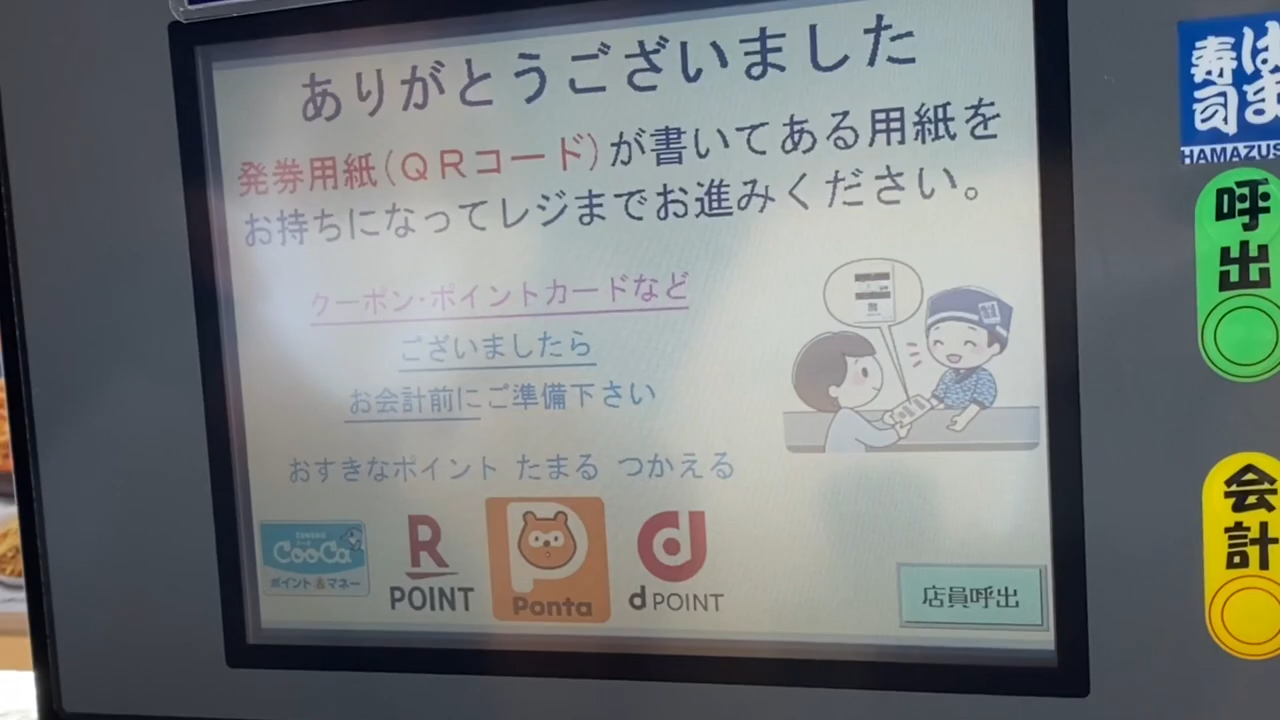 ありがとうございました
発券用紙(QRコード)が書いてある用紙を
お持ちになってレジまでお進みください。
クーポン・ポイントカードなど
ございましたら
お会計前にご準備下さい
おすきなポイント たまる つかえる
CooCa
ポイント&マネー
R
POINT
Ponta
d POINT
店員呼出
はま
寿司
HAMAZUS
呼出
会計